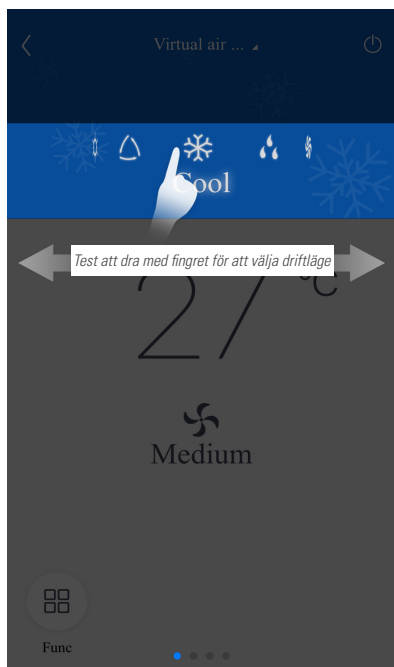 Virtual air ...
Cool
Test att dra med fingret för att välja driftläge
27 °C
Medium
Func